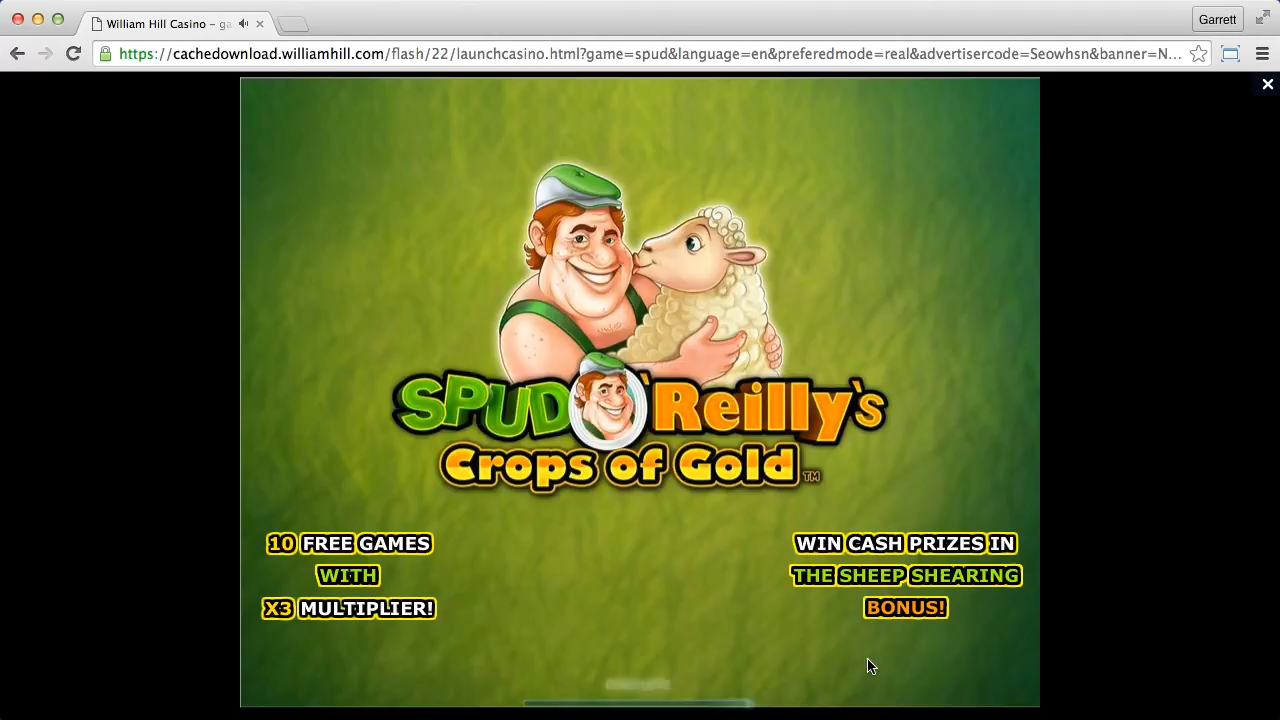 William Hill Casino – ga
Garrett
https://cachedownload.williamhill.com/flash/22/launchcasino.html?game=spud&language=en&preferedmode=real&advertisercode=Seowhsn&banner=N...
SPUD O'Reilly's
Crops of Gold™
10 FREE GAMES
WITH
X3 MULTIPLIER!
WIN CASH PRIZES IN
THE SHEEP SHEARING
BONUS!